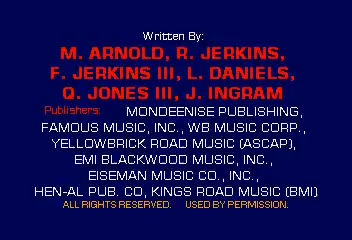 Written By:
M. ARNOLD, R. JERKINS,
F. JERKINS III, L. DANIELS,
Q. JONES III, J. INGRAM
Publishers: MONDEENISE PUBLISHING,
FAMOUS MUSIC, INC., WB MUSIC CORP.,
YELLOWBRICK ROAD MUSIC (ASCAP),
EMI BLACKWOOD MUSIC, INC.,
EISEMAN MUSIC CO., INC.,
HEN-AL PUB. CO, KINGS ROAD MUSIC (BMI)
ALL RIGHTS RESERVED. USED BY PERMISSION.